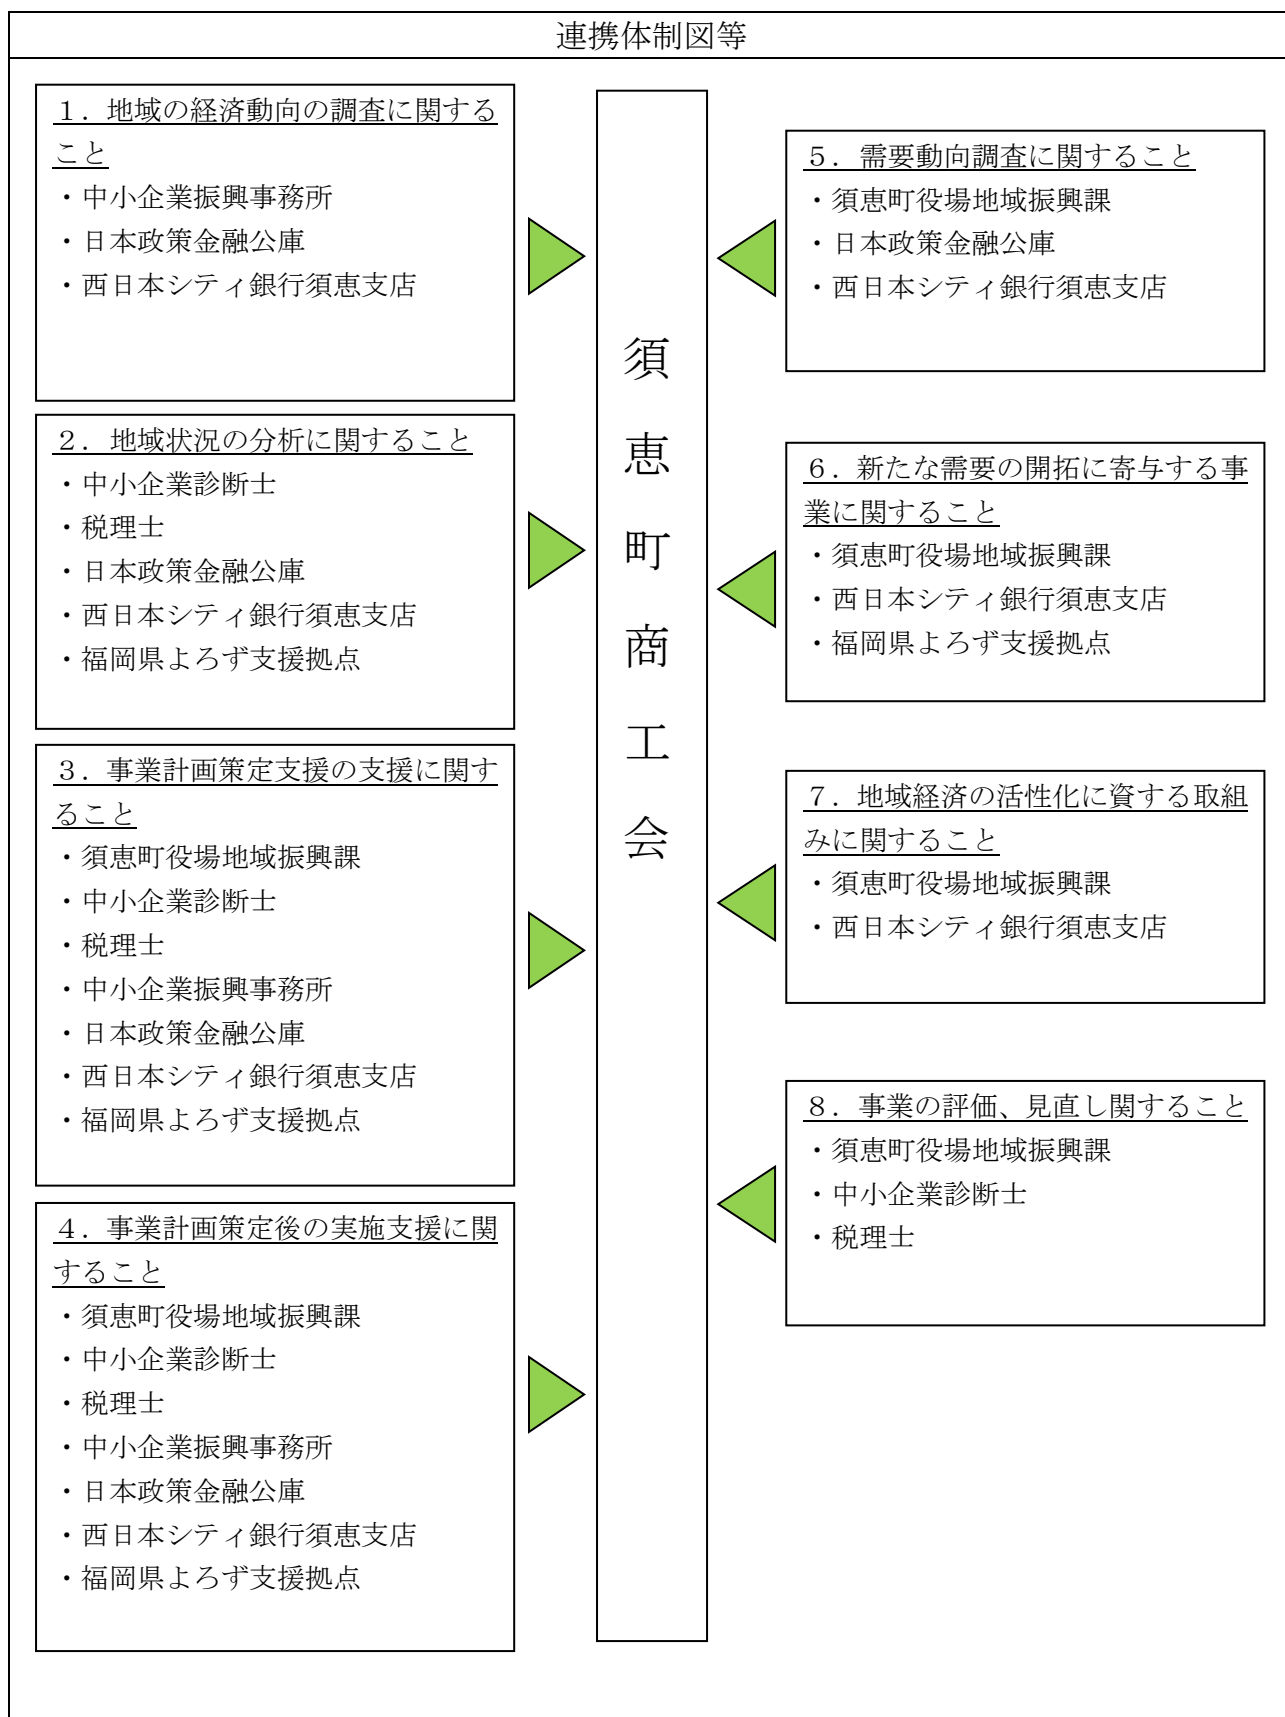 連携体制図等
１．地域の経済動向の調査に関する
こと
・中小企業振興事務所
・日本政策金融公庫
・西日本シティ銀行須恵支店
２．地域状況の分析に関すること
・中小企業診断士
・税理士
・日本政策金融公庫
・西日本シティ銀行須恵支店
・福岡県よろず支援拠点
３．事業計画策定支援の支援に関す
ること
・須恵町役場地域振興課
・中小企業診断士
・税理士
・中小企業振興事務所
・日本政策金融公庫
・西日本シティ銀行須恵支店
・福岡県よろず支援拠点
４．事業計画策定後の実施支援に関
すること
・須恵町役場地域振興課
・中小企業診断士
・税理士
・中小企業振興事務所
・日本政策金融公庫
・西日本シティ銀行須恵支店
・福岡県よろず支援拠点
須恵町商工会
５．需要動向調査に関すること
・須恵町役場地域振興課
・日本政策金融公庫
・西日本シティ銀行須恵支店
６．新たな需要の開拓に寄与する事
業に関すること
・須恵町役場地域振興課
・西日本シティ銀行須恵支店
・福岡県よろず支援拠点
７．地域経済の活性化に資する取組
みに関すること
・須恵町役場地域振興課
・西日本シティ銀行須恵支店
８．事業の評価、見直し関すること
・須恵町役場地域振興課
・中小企業診断士
・税理士